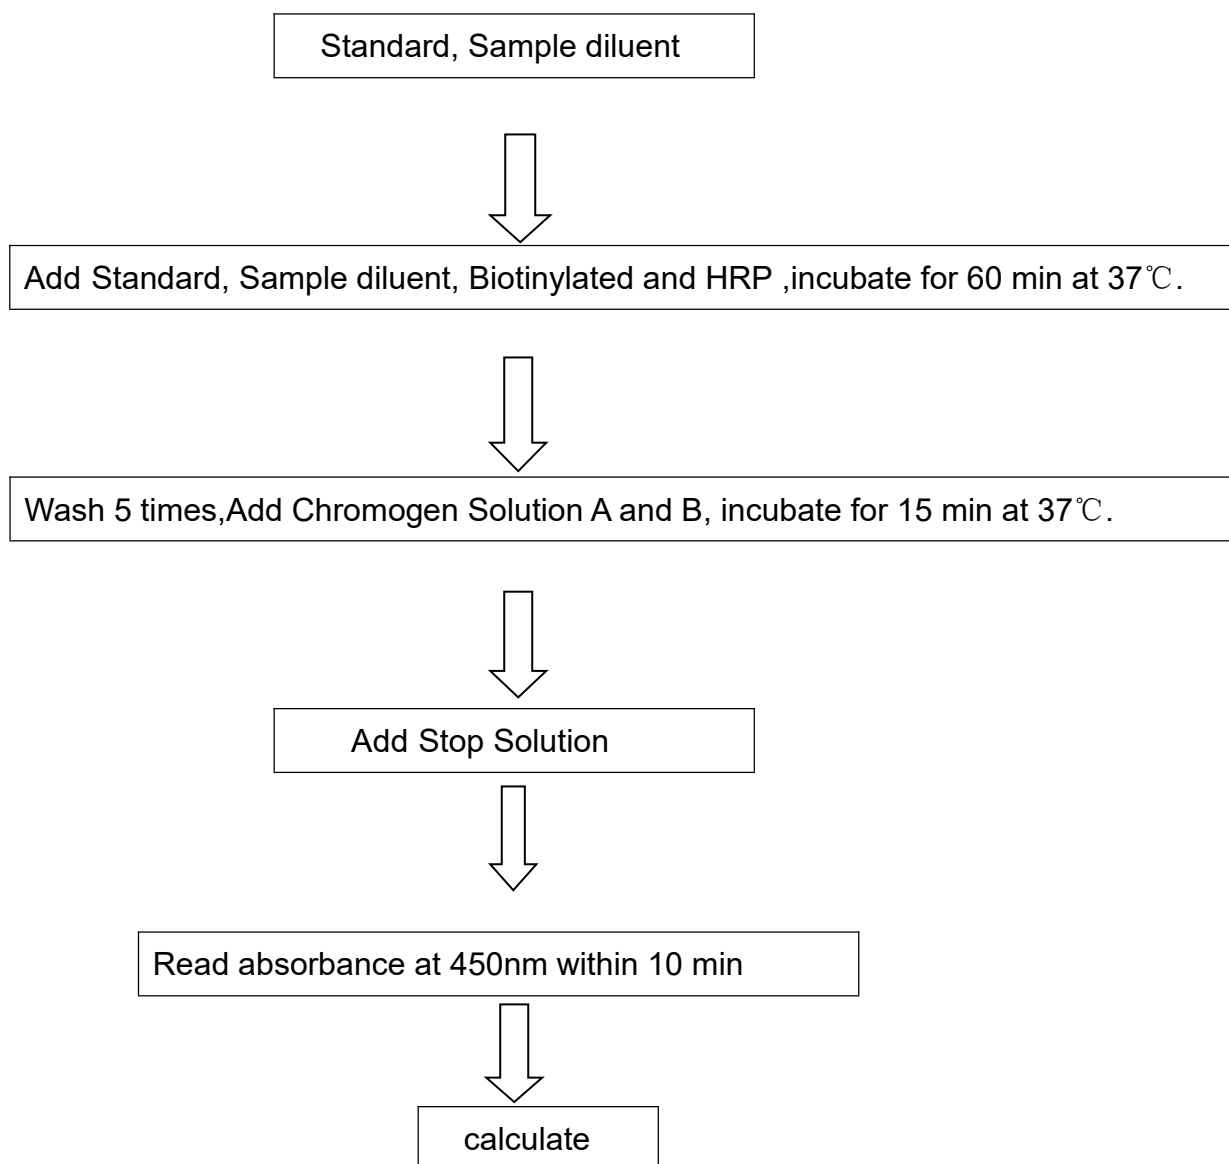 Standard, Sample diluent
Add Standard, Sample diluent, Biotinylated and HRP ,incubate for 60 min at 37℃.
Wash 5 times,Add Chromogen Solution A and B, incubate for 15 min at 37℃.
Add Stop Solution
Read absorbance at 450nm within 10 min
calculate